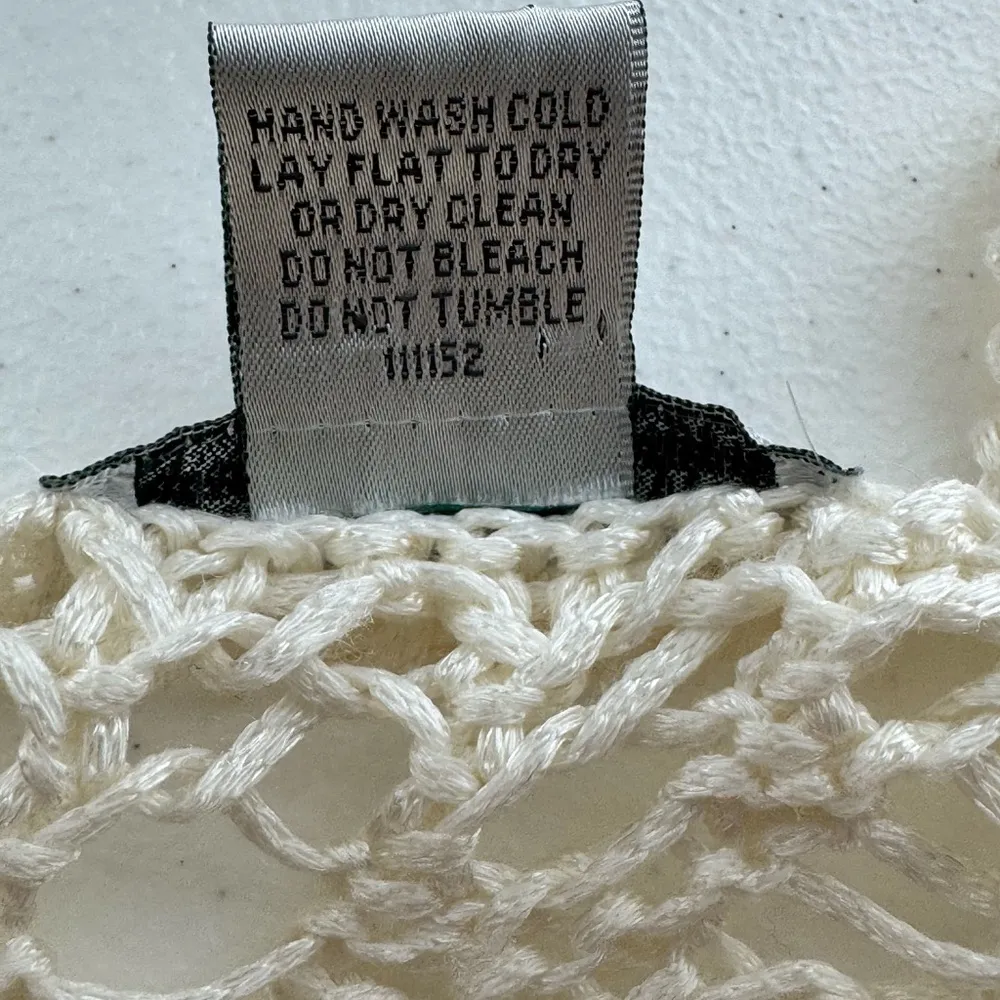 HAND WASH COLD
LAY FLAT TO DRY
OR DRY CLEAN
DO NOT BLEACH
DO NOT TUMBLE
111152